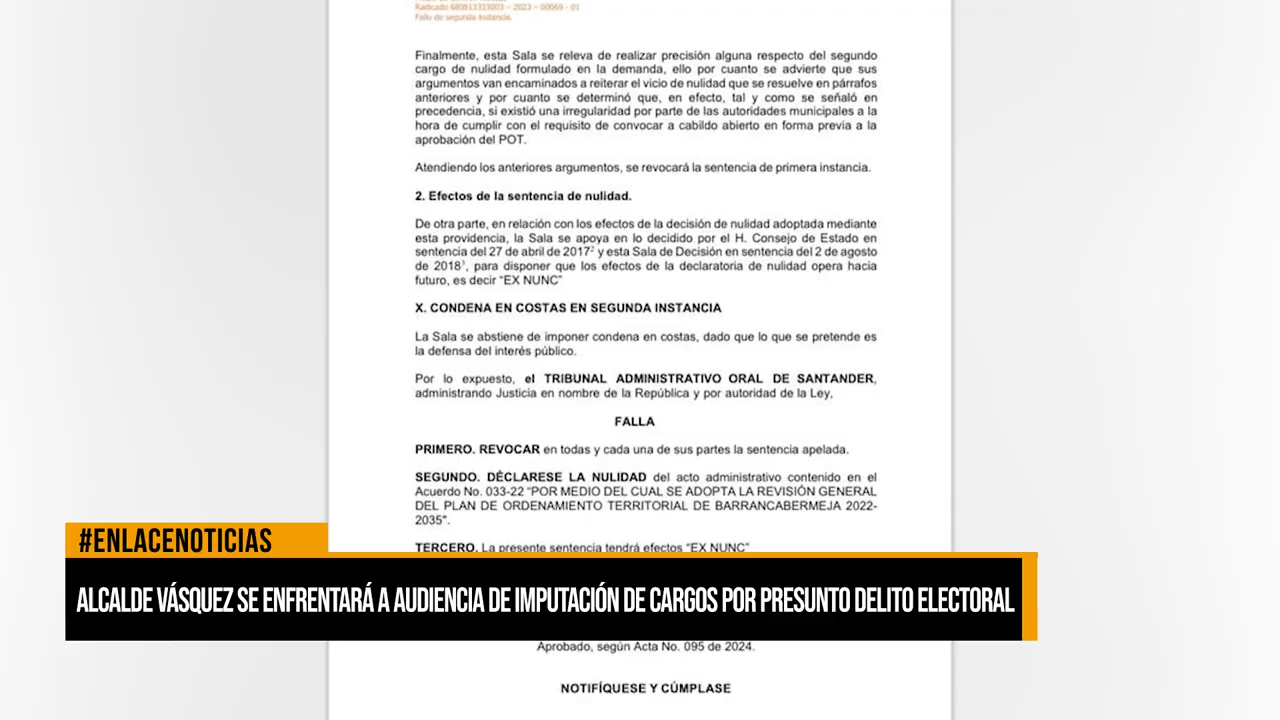 Radicado 680813333003 – 2023 – 00069 - 01
Fallo de segunda instancia.
Finalmente, esta Sala se releva de realizar precisión alguna respecto del segundo
cargo de nulidad formulado en la demanda, ello por cuanto se advierte que sus
argumentos van encaminados a reiterar el vicio de nulidad que se resuelve en párrafos
anteriores y por cuanto se determinó que, en efecto, tal y como se señaló en
precedencia, si existió una irregularidad por parte de las autoridades municipales a la
hora de cumplir con el requisito de convocar a cabildo abierto en forma previa a la
aprobación del POT.
Atendiendo los anteriores argumentos, se revocará la sentencia de primera instancia.
2. Efectos de la sentencia de nulidad.
De otra parte, en relación con los efectos de la decisión de nulidad adoptada mediante
esta providencia, la Sala se apoya en lo decidido por el H. Consejo de Estado en
sentencia del 27 de abril de 2017² y esta Sala de Decisión en sentencia del 2 de agosto
de 2018³, para disponer que los efectos de la declaratoria de nulidad opera hacia
futuro, es decir “EX NUNC”
X. CONDENA EN COSTAS EN SEGUNDA INSTANCIA
La Sala se abstiene de imponer condena en costas, dado que lo que se pretende es
la defensa del interés público.
Por lo expuesto, el TRIBUNAL ADMINISTRATIVO ORAL DE SANTANDER,
administrando Justicia en nombre de la República y por autoridad de la Ley,
FALLA
PRIMERO. REVOCAR en todas y cada una de sus partes la sentencia apelada.
SEGUNDO. DÉCLARESE LA NULIDAD del acto administrativo contenido en el
Acuerdo No. 033-22 “POR MEDIO DEL CUAL SE ADOPTA LA REVISIÓN GENERAL
DEL PLAN DE ORDENAMIENTO TERRITORIAL DE BARRANCABERMEJA 2022-
2035”.
TERCERO. La presente sentencia tendrá efectos “EX NUNC”
#ENLACENOTICIAS
ALCALDE VÁSQUEZ SE ENFRENTARÁ A AUDIENCIA DE IMPUTACIÓN DE CARGOS POR PRESUNTO DELITO ELECTORAL
Aprobado, según Acta No. 095 de 2024.
NOTIFÍQUESE Y CÚMPLASE